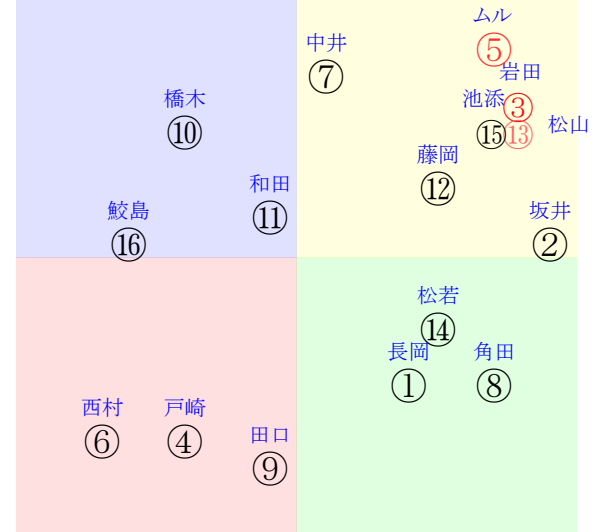 ムル
⑤
中井
⑦
岩田
③
橋木
⑩
池添
⑮
松山
⑬
藤岡
⑫
和田
⑪
鮫島
⑯
坂井
②
松若
⑭
長岡
①
角田
⑧
西村
⑥
戸崎
④
田口
⑨